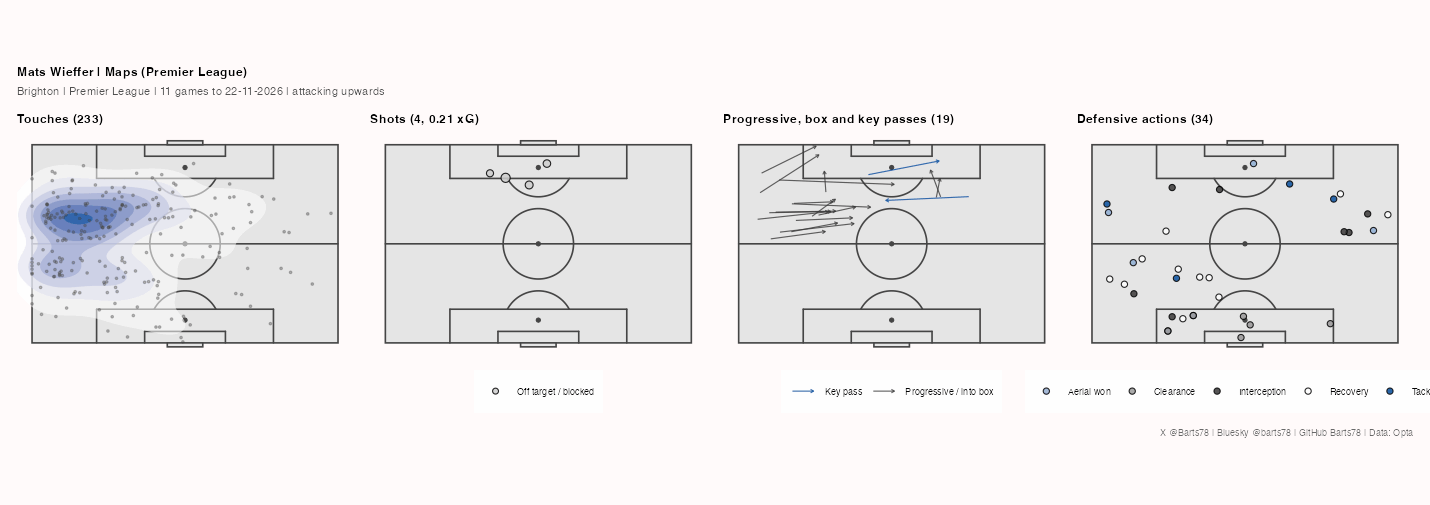 Mats Wieffer | Maps (Premier League)
Brighton | Premier League | 11 games to 22-11-2026 | attacking upwards
Touches (233)
Shots (4, 0.21 xG)
Progressive, box and key passes (19)
Defensive actions (34)
Off target / blocked
Key pass
Progressive / into box
Aerial won
Clearance
Interception
Recovery
Tack
X @Barts78 | Bluesky @barts78 | GitHub Barts78 | Data: Opta